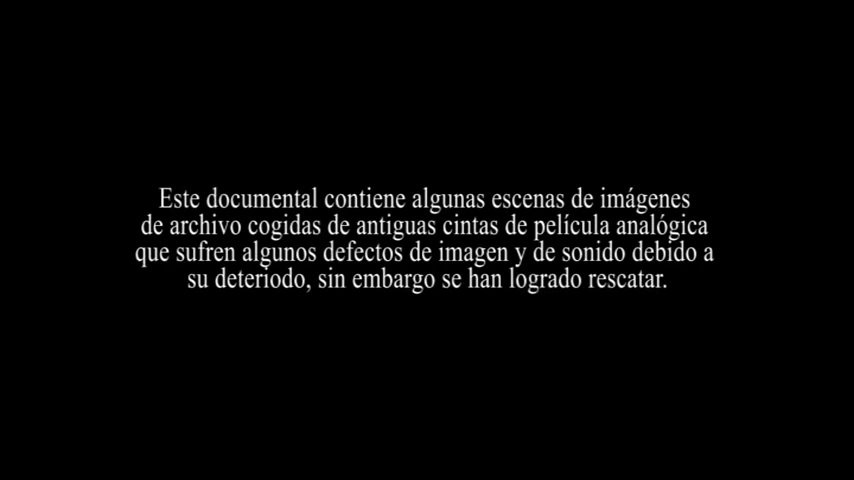 Este documental contiene algunas escenas de imágenes
de archivo cogidas de antiguas cintas de película analógica
que sufren algunos defectos de imagen y de sonido debido a
su deteriodo, sin embargo se han logrado rescatar.